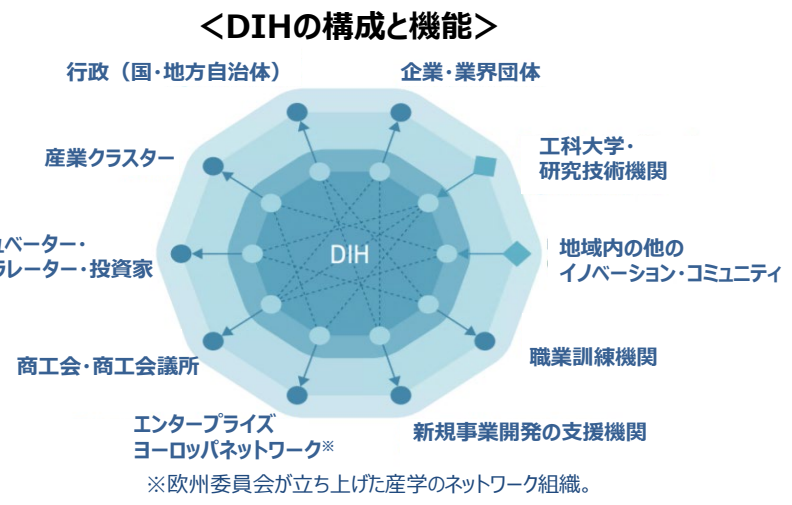 ＜DIHの構成と機能＞
行政（国・地方自治体）
企業・業界団体
産業クラスター
工科大学・
研究技術機関
ュベーター・
ラレーター・投資家
DIH
地域内の他の
イノベーション・コミュニティ
商工会・商工会議所
職業訓練機関
エンタープライズ
ヨーロッパネットワーク※
新規事業開発の支援機関
※欧州委員会が立ち上げた産学のネットワーク組織。